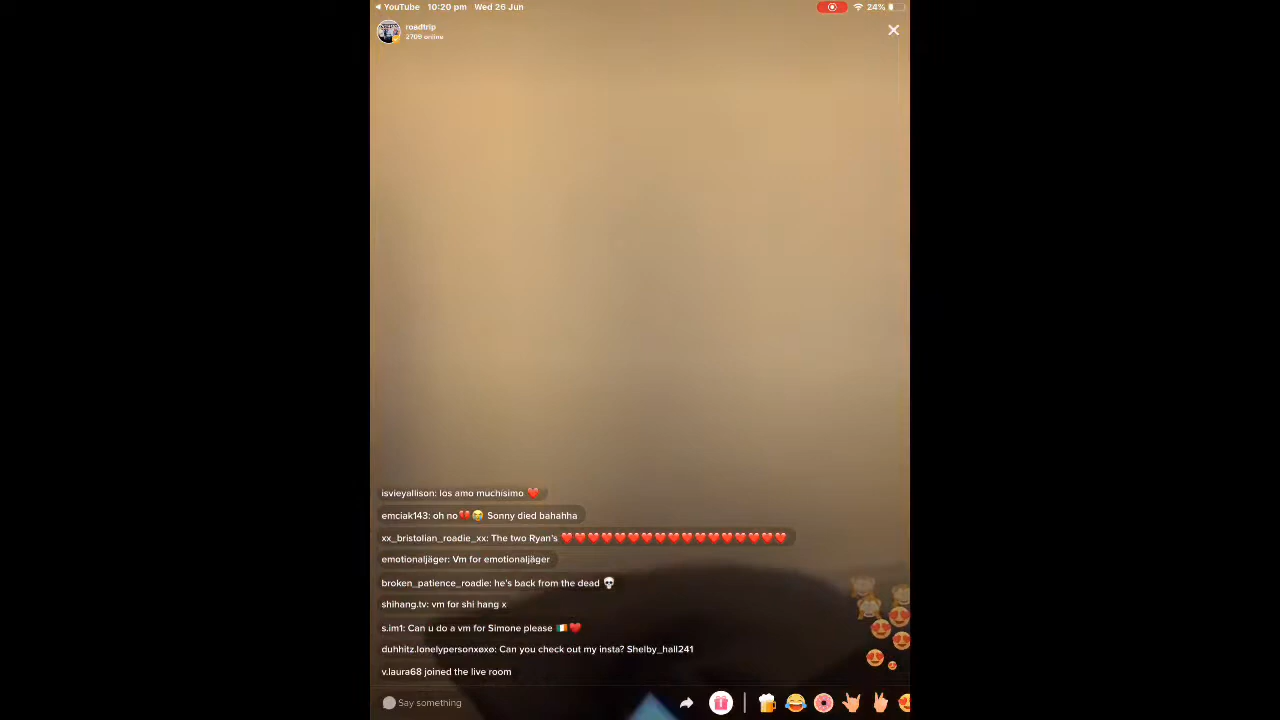 YouTube 10:20 pm Wed 26 Jun 24%
roadtrip
2709 online
isvieyallison: los amo muchisimo ❤️
emciak143: oh no💔😭 Sonny died bahahha
xx_bristolian_roadie_xx: The two Ryan's ❤️❤️❤️❤️❤️❤️❤️❤️❤️❤️❤️❤️❤️❤️❤️❤️❤️
emotionaljäger: Vm for emotionaljäger
broken_patience_roadie: he's back from the dead 💀
shihang.tv: vm for shi hang x
s.im1: Can u do a vm for Simone please 🇮🇪❤️
duhhitz.lonelypersonxøxø: Can you check out my insta? Shelby_hall241
v.laura68 joined the live room
Say something